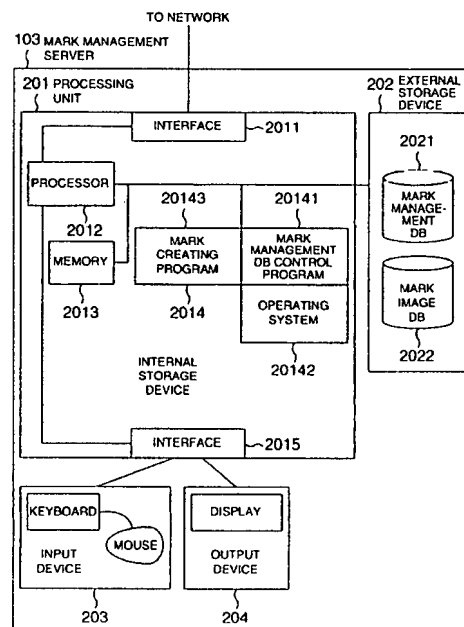 TO NETWORK
103 MARK MANAGEMENT
SERVER
201 PROCESSING
UNIT
202 EXTERNAL
STORAGE
DEVICE
INTERFACE
2011
2021
PROCESSOR
2012
20143
20141
MARK
MANAGE-
MENT
DB
MEMORY
2013
MARK
CREATING
PROGRAM
MARK
MANAGEMENT
DB CONTROL
PROGRAM
2014
OPERATING
SYSTEM
MARK
IMAGE
DB
2022
20142
INTERNAL
STORAGE
DEVICE
INTERFACE
2015
KEYBOARD
MOUSE
INPUT
DEVICE
DISPLAY
OUTPUT
DEVICE
203
204